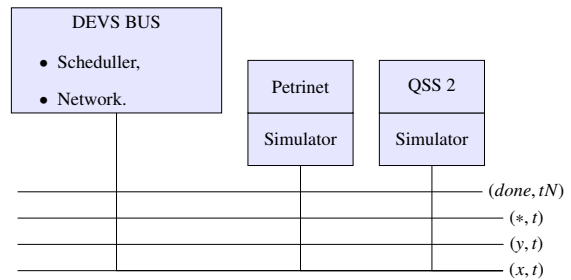 DEVS BUS
• Scheduller,
• Network.
Petrinet
QSS 2
Simulator
Simulator
(done, tN)
(∗, t)
(y, t)
(x, t)